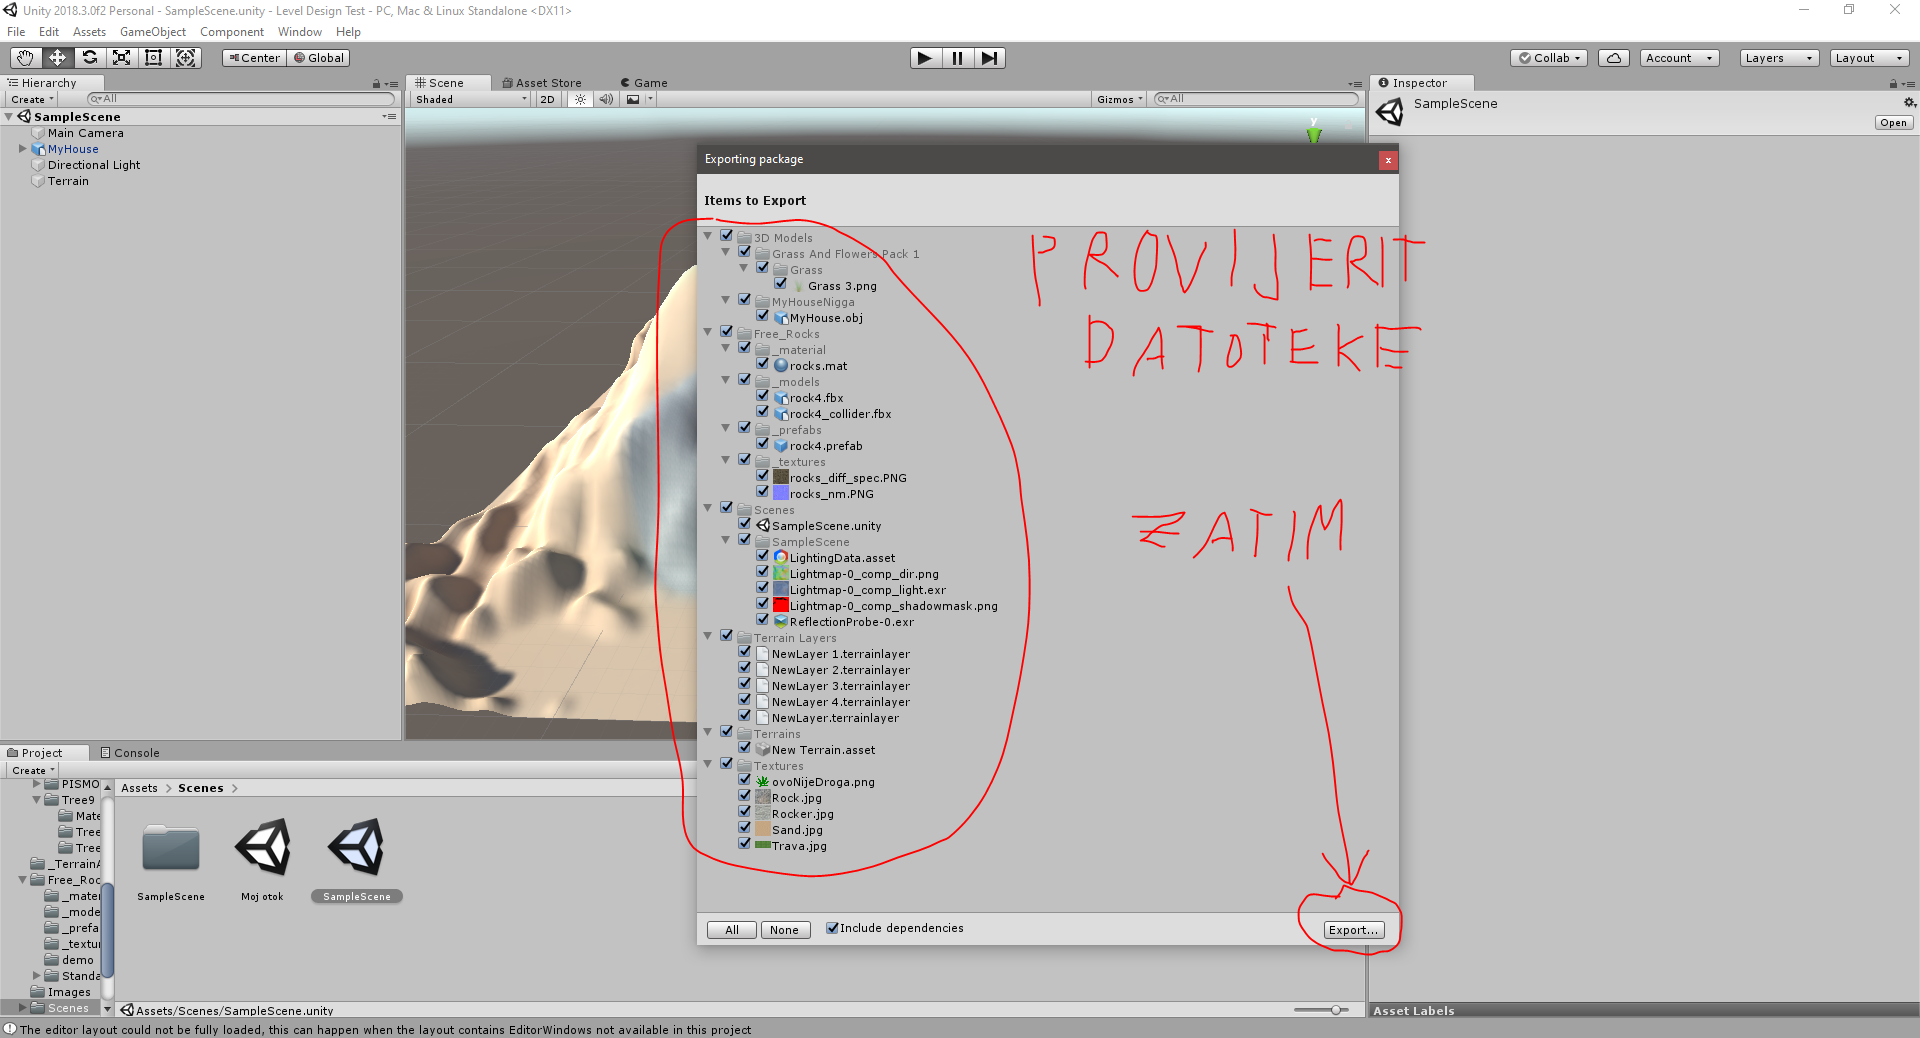 Unity 2018.3.0f2 Personal - SampleScene.unity - Level Design Test - PC, Mac & Linux Standalone <DX11>
File Edit Assets GameObject Component Window Help
Center Global Collab Account Layers Layout
Hierarchy
Create All
SampleScene
Main Camera
MyHouse
Directional Light
Terrain
Scene Asset Store Game
Shaded 2D Gizmos All
y
Inspector
SampleScene
Open
Exporting package
x
Items to Export
3D Models
Grass And Flowers Pack 1
Grass
Grass 3.png
MyHouseNigga
MyHouse.obj
Free_Rocks
_material
rocks.mat
_models
rock4.fbx
rock4_collider.fbx
_prefabs
rock4.prefab
_textures
rocks_diff_spec.PNG
rocks_nm.PNG
Scenes
SampleScene.unity
SampleScene
LightingData.asset
Lightmap-0_comp_dir.png
Lightmap-0_comp_light.exr
Lightmap-0_comp_shadowmask.png
ReflectionProbe-0.exr
Terrain Layers
NewLayer 1.terrainlayer
NewLayer 2.terrainlayer
NewLayer 3.terrainlayer
NewLayer 4.terrainlayer
NewLayer.terrainlayer
Terrains
New Terrain.asset
Textures
ovoNijeDroga.png
Rock.jpg
Rocker.jpg
Sand.jpg
Trava.jpg
All None Include dependencies Export...
PROVIJERIT
DATOTEKE
ZATIM
Project Console
Create
PISMO
Tree9
Mate
Tree
Tree
_TerrainA
Free_Roc
_mater
_mode
_prefa
_textur
demo
Standa
Images
Scenes
Assets > Scenes >
SampleScene Moj otok SampleScene
Assets/Scenes/SampleScene.unity
Asset Labels
The editor layout could not be fully loaded, this can happen when the layout contains EditorWindows not available in this project